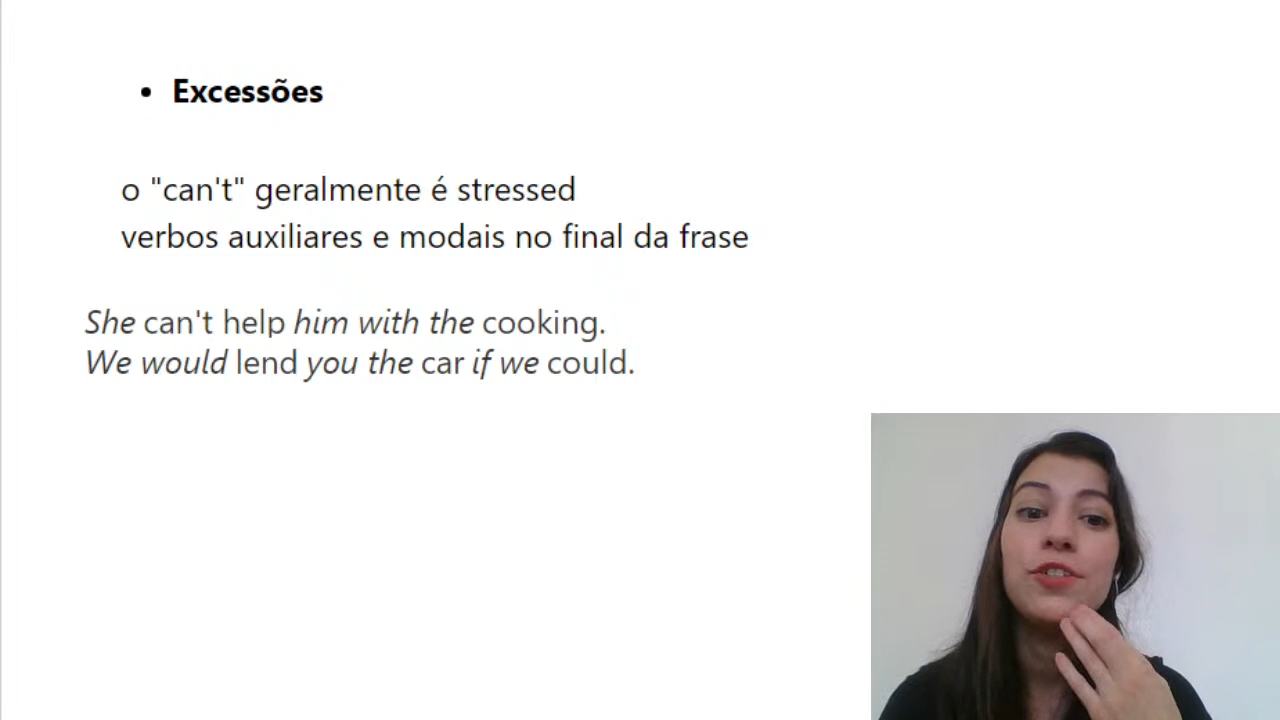 • Excessões
o "can't" geralmente é stressed
verbos auxiliares e modais no final da frase
She can't help him with the cooking.
We would lend you the car if we could.